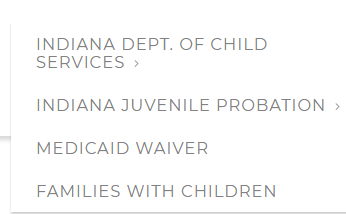 INDIANA DEPT. OF CHILD
SERVICES ›
INDIANA JUVENILE PROBATION ›
MEDICAID WAIVER
FAMILIES WITH CHILDREN